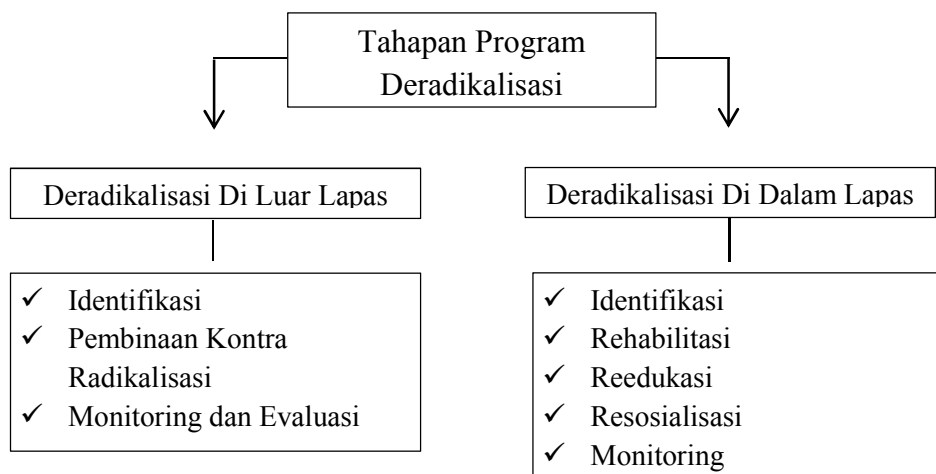 Tahapan Program
Deradikalisasi
Deradikalisasi Di Luar Lapas
✓ Identifikasi
✓ Pembinaan Kontra
Radikalisasi
✓ Monitoring dan Evaluasi
Deradikalisasi Di Dalam Lapas
✓ Identifikasi
✓ Rehabilitasi
✓ Reedukasi
✓ Resosialisasi
✓ Monitoring